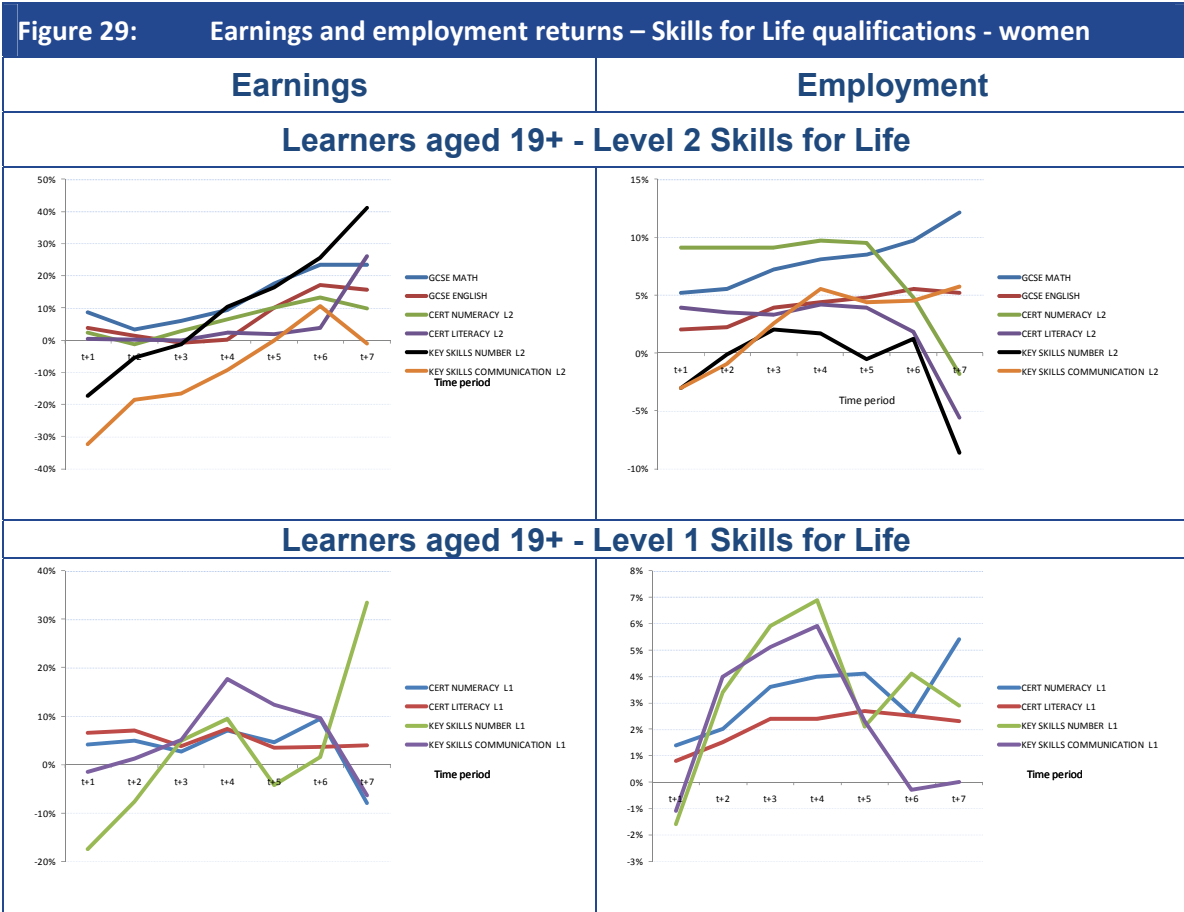 Figure 29: Earnings and employment returns – Skills for Life qualifications - women
Earnings
Employment
Learners aged 19+ - Level 2 Skills for Life
50%
40%
30%
20%
10%
0%
-10%
-20%
-30%
-40%
t+1 t+2 t+3 t+4 t+5 t+6 t+7
GCSE MATH
GCSE ENGLISH
CERT NUMERACY L2
CERT LITERACY L2
KEY SKILLS NUMBER L2
KEY SKILLS COMMUNICATION L2
Time period
15%
10%
5%
0%
-5%
-10%
t+1 t+2 t+3 t+4 t+5 t+6 t+7
Time period
GCSE MATH
GCSE ENGLISH
CERT NUMERACY L2
CERT LITERACY L2
KEY SKILLS NUMBER L2
KEY SKILLS COMMUNICATION L2
Learners aged 19+ - Level 1 Skills for Life
40%
30%
20%
10%
0%
-10%
-20%
t+1 t+2 t+3 t+4 t+5 t+6 t+7
CERT NUMERACY L1
CERT LITERACY L1
KEY SKILLS NUMBER L1
KEY SKILLS COMMUNICATION L1
Time period
8%
7%
6%
5%
4%
3%
2%
1%
0%
-1%
-2%
-3%
t+1 t+2 t+3 t+4 t+5 t+6 t+7
CERT NUMERACY L1
CERT LITERACY L1
KEY SKILLS NUMBER L1
KEY SKILLS COMMUNICATION L1
Time period